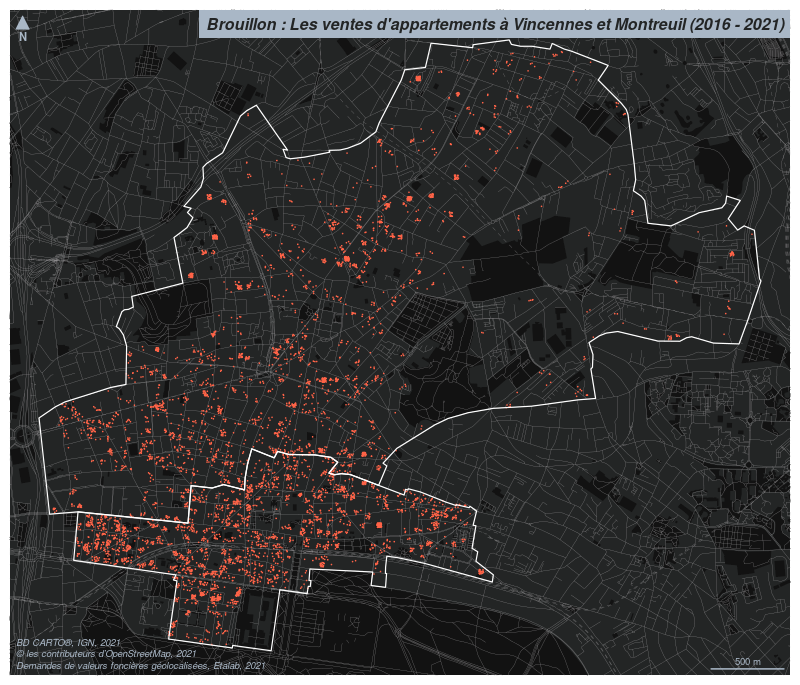 Brouillon : Les ventes d'appartements à Vincennes et Montreuil (2016 - 2021)
N
BD CARTO®, IGN, 2021
© les contributeurs d'OpenStreetMap, 2021
Demandes de valeurs foncières géolocalisées, Etalab, 2021
500 m